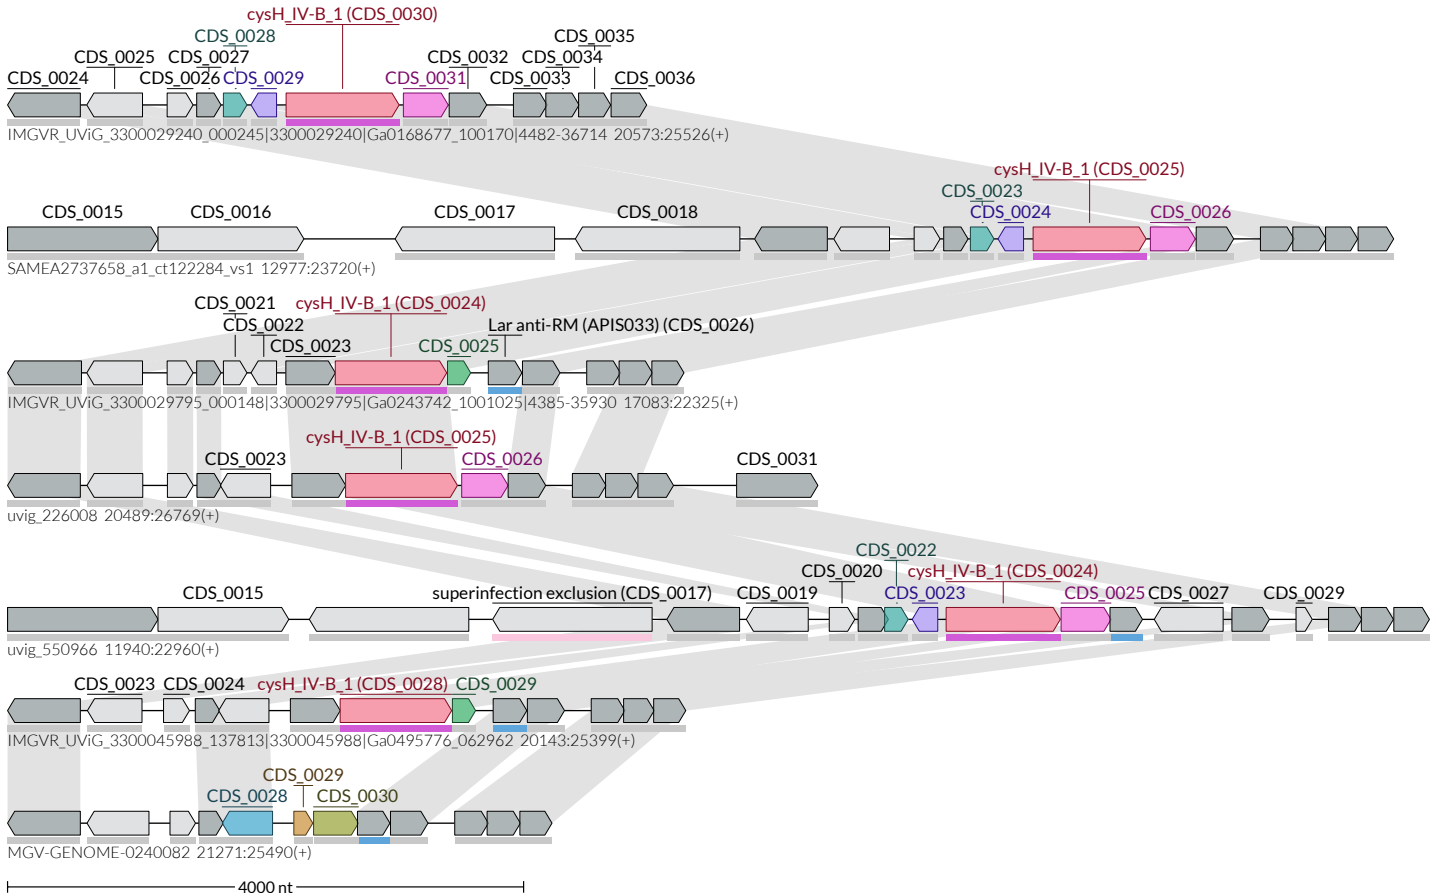 cysH_IV-B_1 (CDS_0030)
CDS_0028 CDS_0035
CDS_0025 CDS_0027 CDS_0032 CDS_0034
CDS_0024 CDS_0026 CDS_0029 CDS_0031 CDS_0033 CDS_0036
IMGVR_UViG_3300029240_000245|3300029240|Ga0168677_100170|4482-36714 20573:25526(+)
cysH_IV-B_1 (CDS_0025)
CDS_0023
CDS_0015 CDS_0016 CDS_0017 CDS_0018 CDS_0024 CDS_0026
SAMEA2737658_a1_ct122284_vs1 12977:23720(+)
CDS_0021 cysH_IV-B_1 (CDS_0024)
CDS_0022 Lar anti-RM (APIS033) (CDS_0026)
CDS_0023 CDS_0025
IMGVR_UViG_3300029795_000148|3300029795|Ga0243742_1001025|4385-35930 17083:22325(+)
cysH_IV-B_1 (CDS_0025)
CDS_0023 CDS_0026 CDS_0031
uvig_226008 20489:26769(+)
CDS_0022
CDS_0020 cysH_IV-B_1 (CDS_0024)
CDS_0015 superinfection exclusion (CDS_0017) CDS_0019 CDS_0023 CDS_0025 CDS_0027 CDS_0029
uvig_550966 11940:22960(+)
CDS_0023 CDS_0024 cysH_IV-B_1 (CDS_0028) CDS_0029
IMGVR_UViG_3300045988_137813|3300045988|Ga0495776_062962 20143:25399(+)
CDS_0029
CDS_0028 CDS_0030
MGV-GENOME-0240082 21271:25490(+)
4000 nt